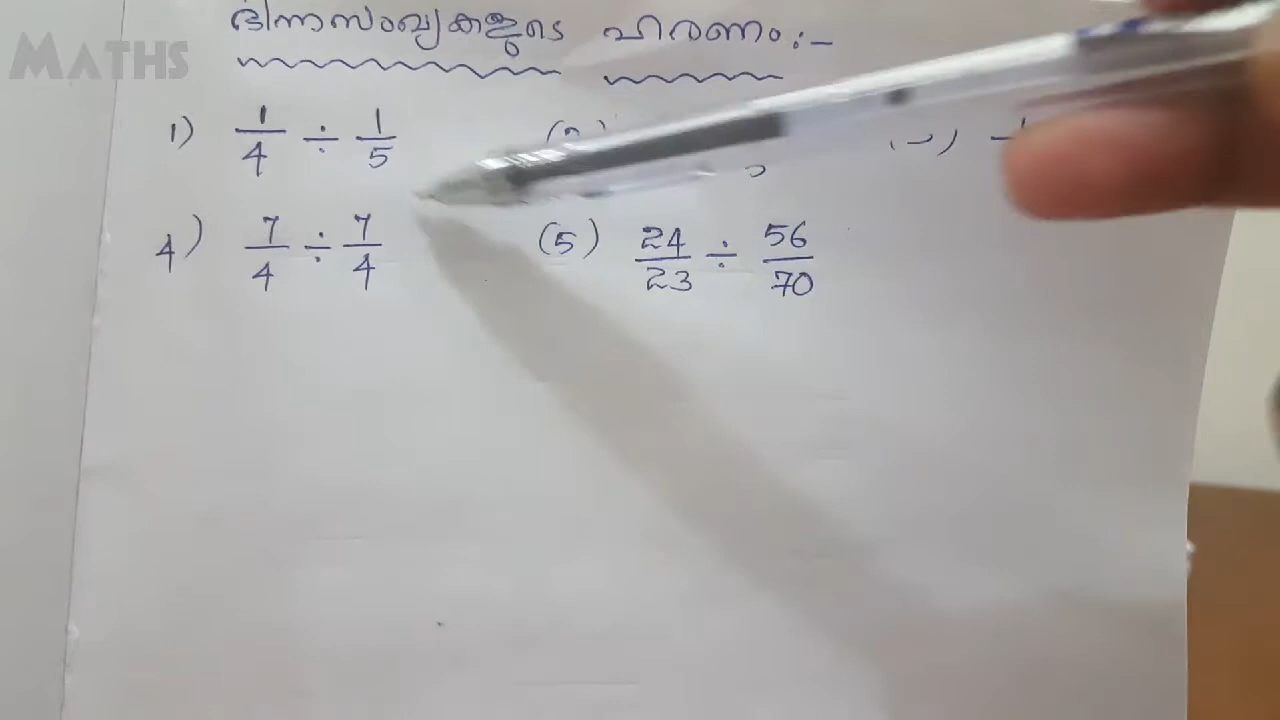 MATHS
ഭിന്നസംഖ്യകളുടെ ഹരണം :-
1) 1/4 ÷ 1/5 (2)
4) 7/4 ÷ 7/4 (5) 24/23 ÷ 56/70